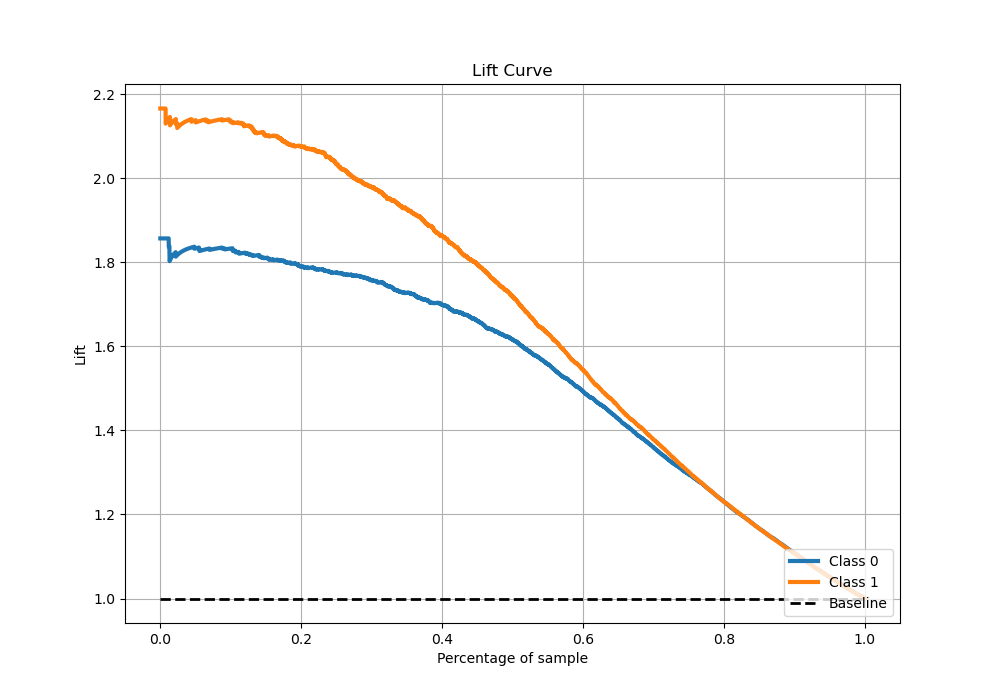 Lift Curve
Lift
2.2
2.0
1.8
1.6
1.4
1.2
1.0
0.0 0.2 0.4 0.6 0.8 1.0
Percentage of sample
Class 0
Class 1
Baseline